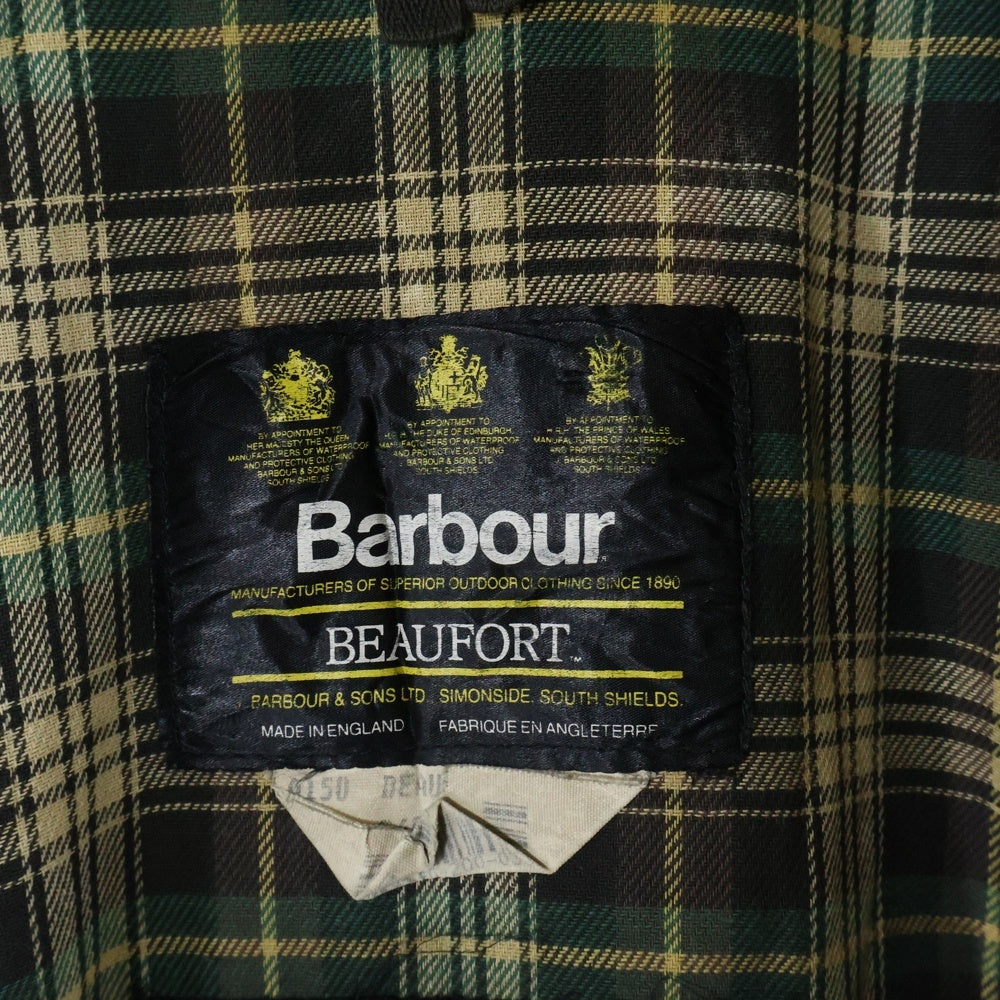 BY APPOINTMENT TO
HER MAJESTY THE QUEEN
MANUFACTURERS OF WATERPROOF
AND PROTECTIVE CLOTHING
BARBOUR & SONS LTD
SOUTH SHIELDS
BY APPOINTMENT TO
H.R.H. THE DUKE OF EDINBURGH
MANUFACTURERS OF WATERPROOF
AND PROTECTIVE CLOTHING
BARBOUR & SONS LTD
SOUTH SHIELDS
BY APPOINTMENT TO
H.R.H. THE PRINCE OF WALES
MANUFACTURERS OF WATERPROOF
AND PROTECTIVE CLOTHING
BARBOUR & SONS LTD
SOUTH SHIELDS
Barbour
MANUFACTURERS OF SUPERIOR OUTDOOR CLOTHING SINCE 1890
BEAUFORT™
J. BARBOUR & SONS LTD. SIMONSIDE. SOUTH SHIELDS.
MADE IN ENGLAND FABRIQUE EN ANGLETERRE
A150 BEAU